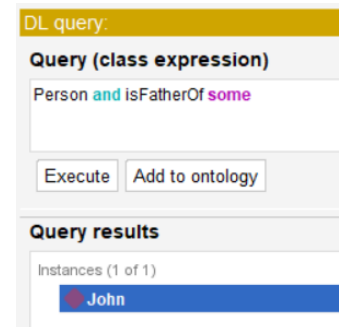 DL query:
Query (class expression)
Person and isFatherOf some
Execute Add to ontology
Query results
Instances (1 of 1)
John